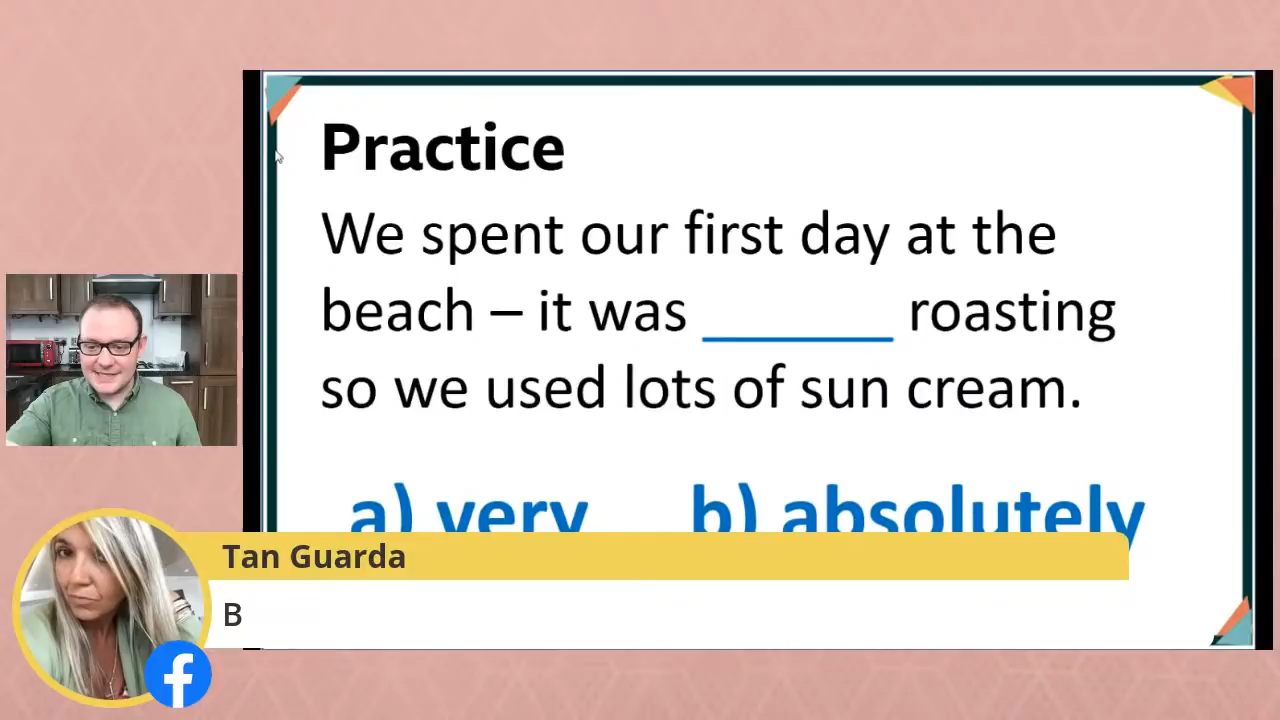 Practice
We spent our first day at the
beach – it was ______ roasting
so we used lots of sun cream.
a) very b) absolutely
Tan Guarda
B